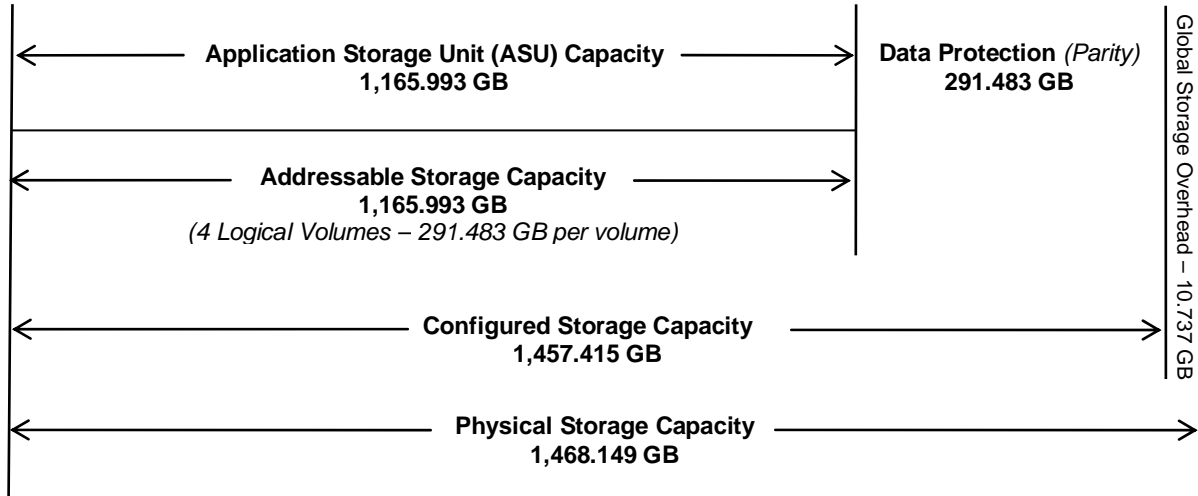 Application Storage Unit (ASU) Capacity
1,165.993 GB
Data Protection (Parity)
291.483 GB
Addressable Storage Capacity
1,165.993 GB
(4 Logical Volumes – 291.483 GB per volume)
Configured Storage Capacity
1,457.415 GB
Physical Storage Capacity
1,468.149 GB
Global Storage Overhead – 10.737 GB